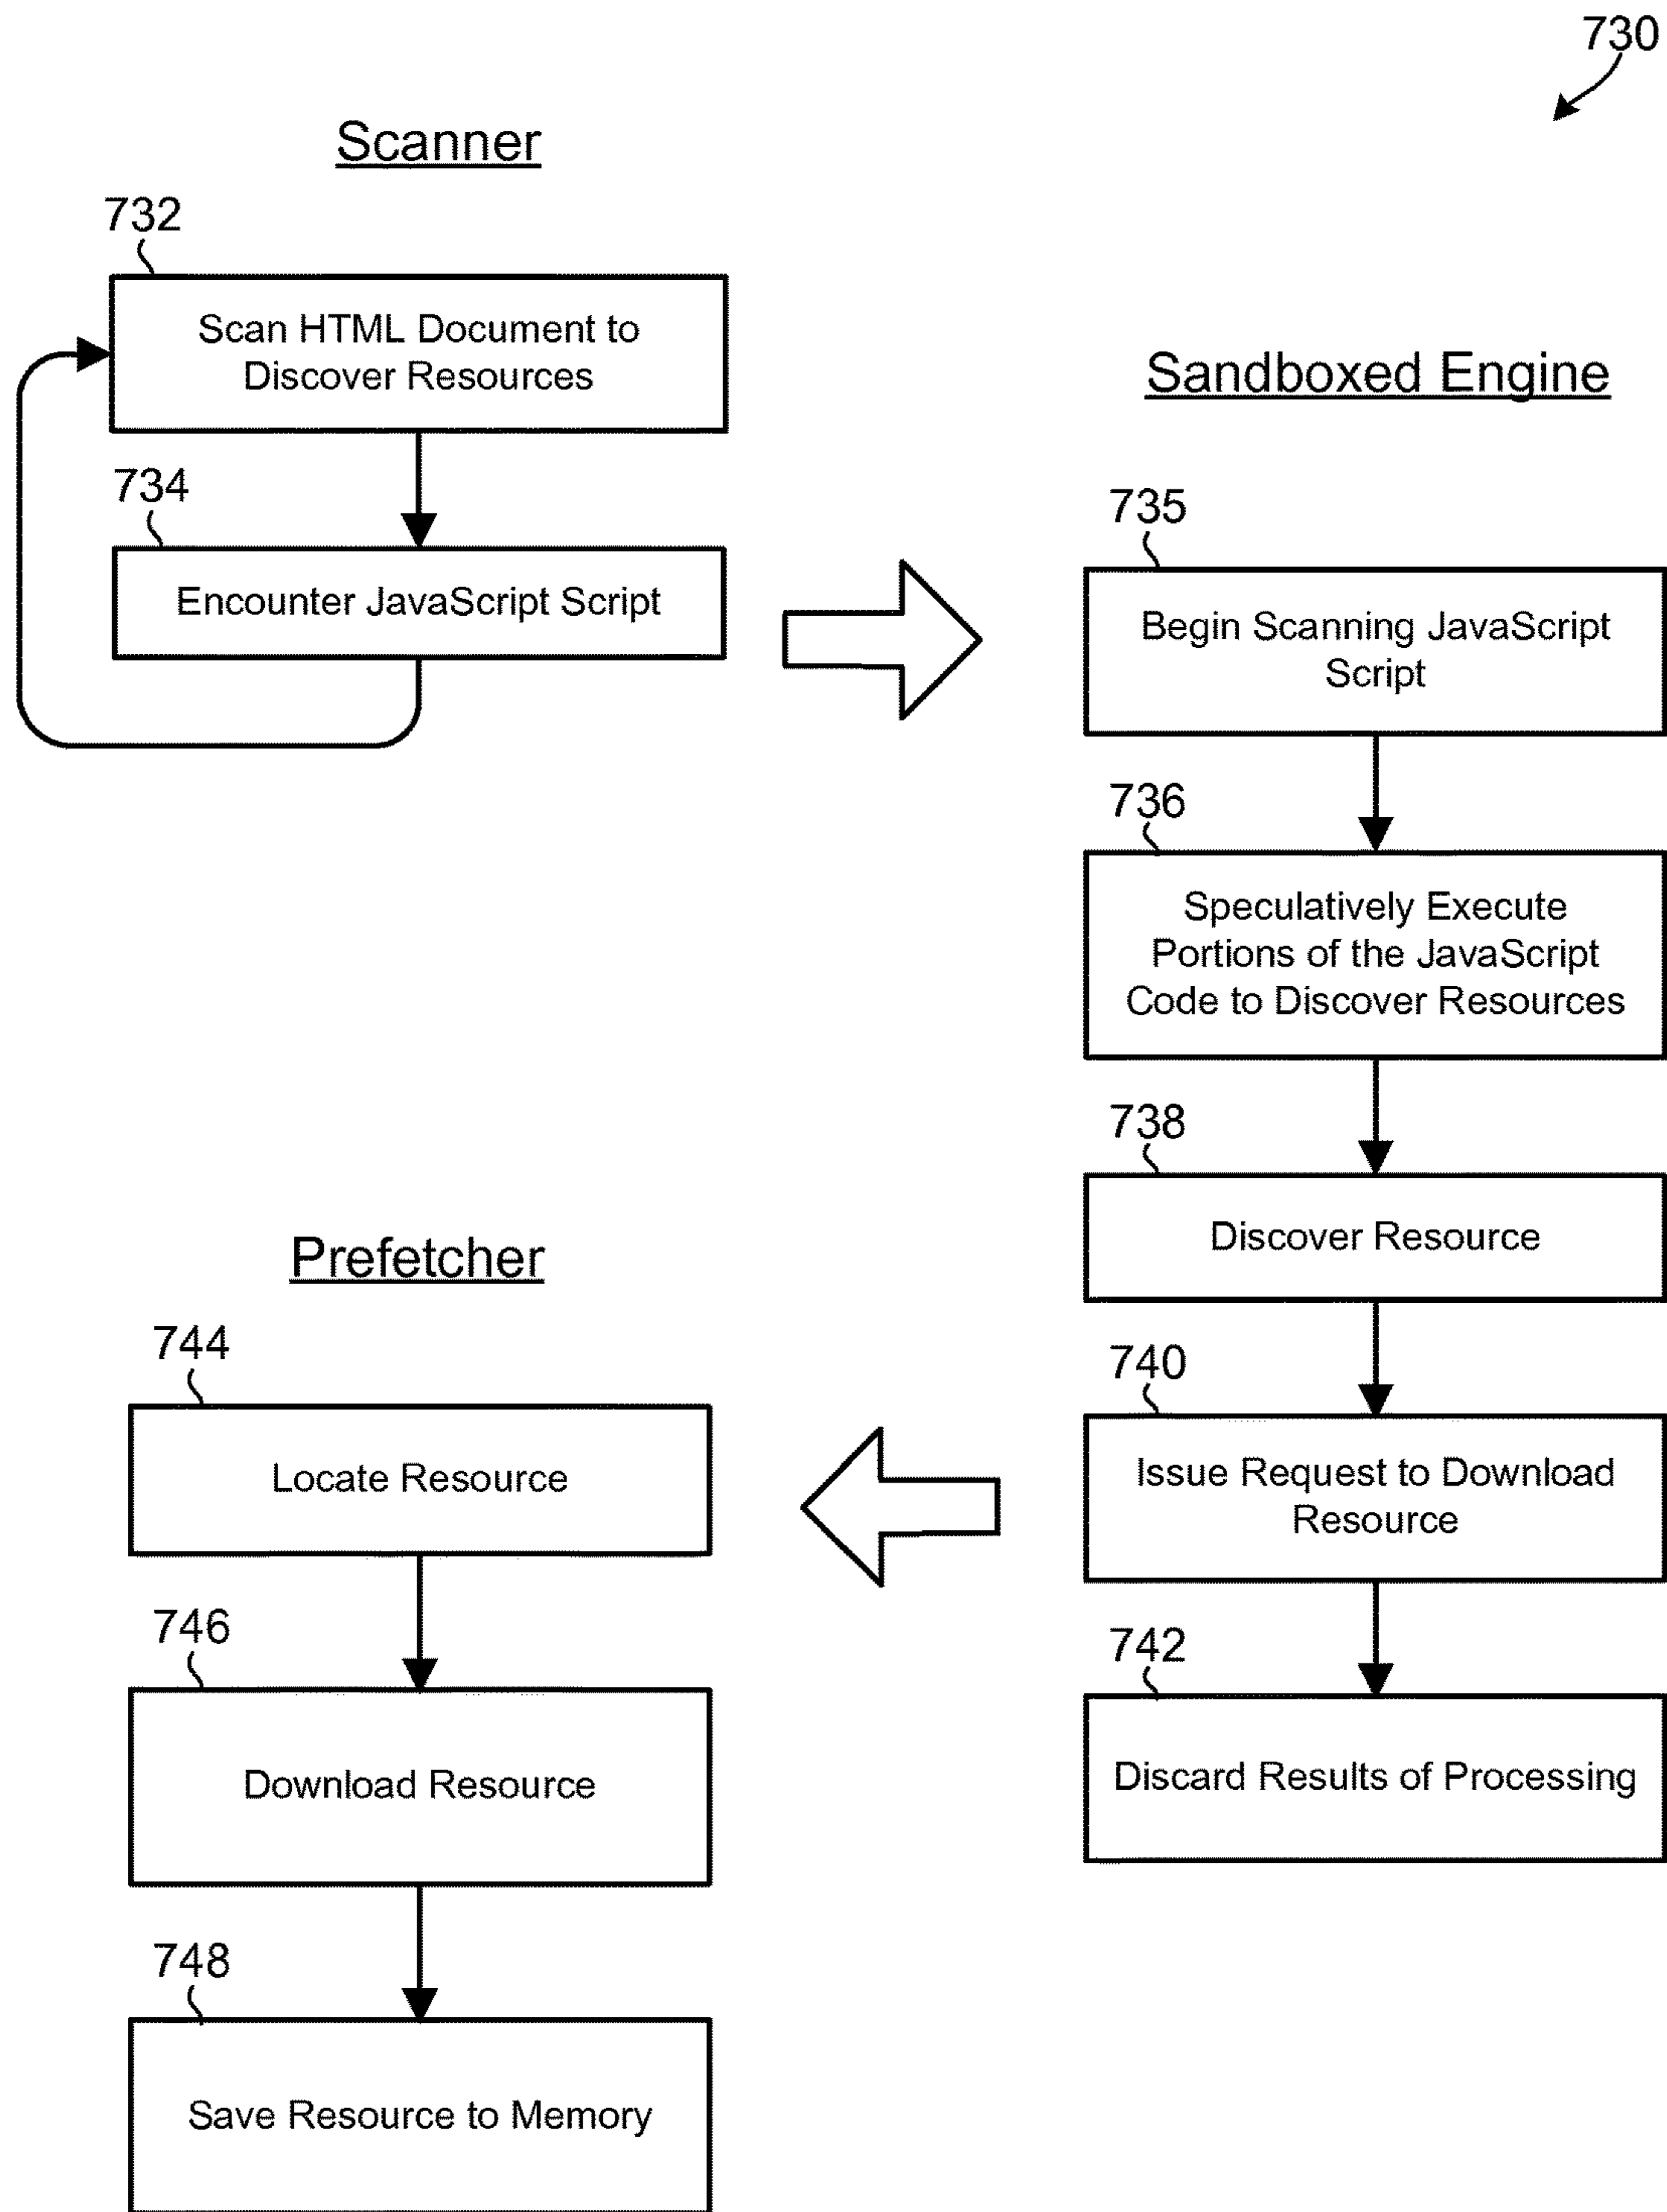 730
Scanner
732
Scan HTML Document to
Discover Resources
734
Encounter JavaScript Script
Sandboxed Engine
735
Begin Scanning JavaScript
Script
736
Speculatively Execute
Portions of the JavaScript
Code to Discover Resources
738
Discover Resource
740
Issue Request to Download
Resource
742
Discard Results of Processing
Prefetcher
744
Locate Resource
746
Download Resource
748
Save Resource to Memory